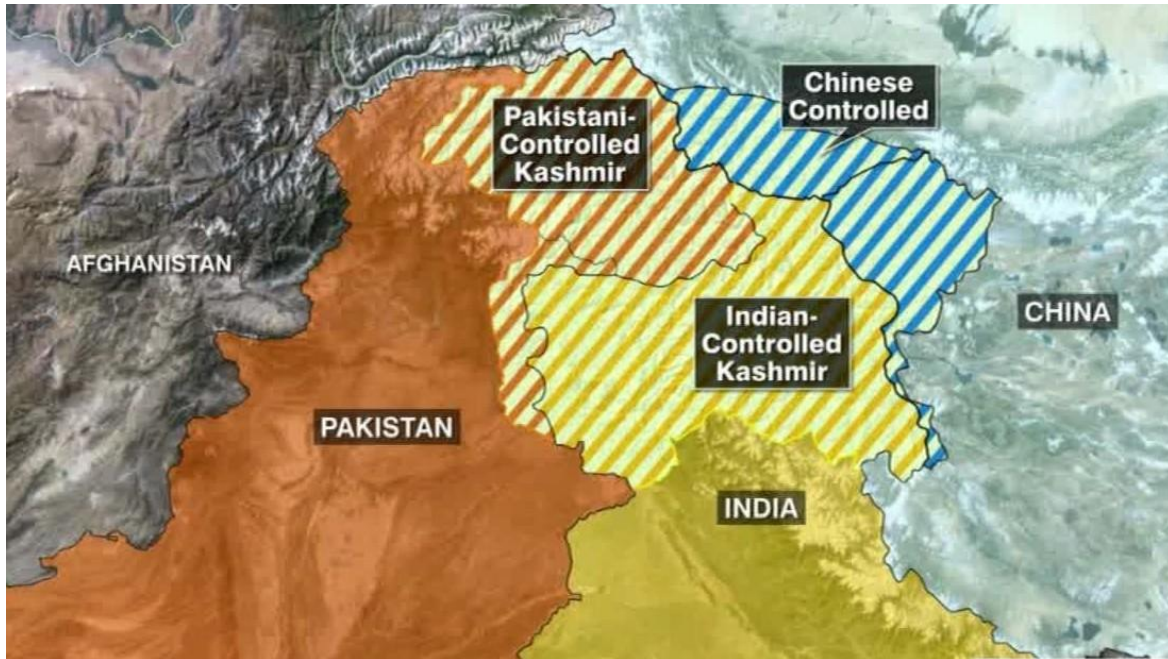 Chinese
Controlled
Pakistani-
Controlled
Kashmir
AFGHANISTAN
CHINA
Indian-
Controlled
Kashmir
PAKISTAN
INDIA